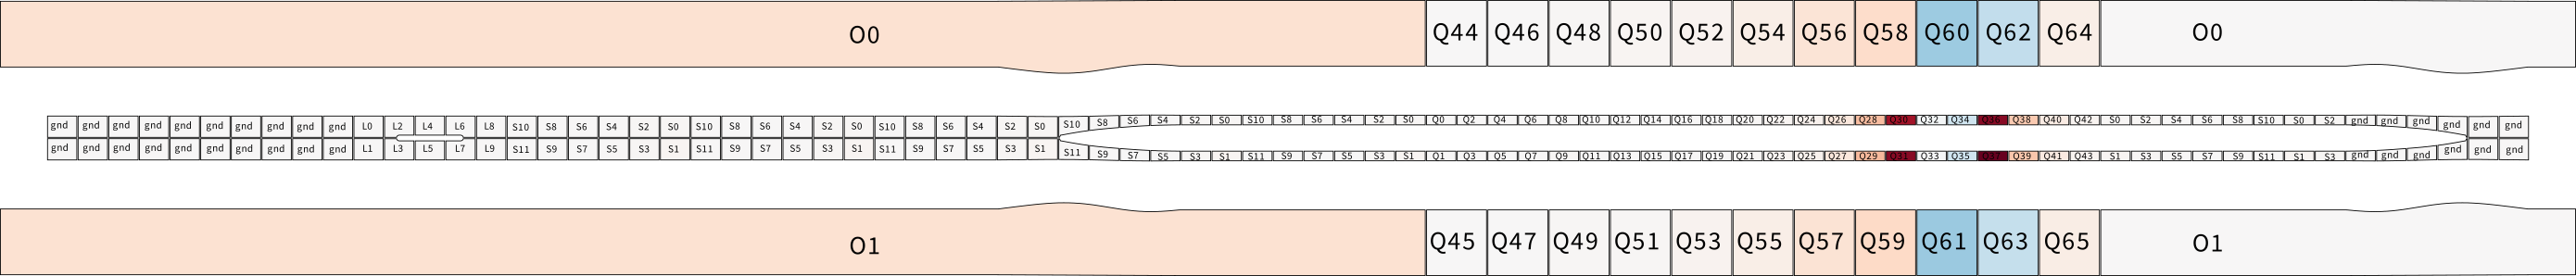 O0 Q44 Q46 Q48 Q50 Q52 Q54 Q56 Q58 Q60 Q62 Q64 O0
gnd gnd gnd gnd gnd gnd gnd gnd gnd gnd L0 L2 L4 L6 L8 S10 S8 S6 S4 S2 S0 S10 S8 S6 S4 S2 S0 S10 S8 S6 S4 S2 S0 S10 S8 S6 S4 S2 S0 S10 S8 S6 S4 S2 S0 Q0 Q2 Q4 Q6 Q8 Q10 Q12 Q14 Q16 Q18 Q20 Q22 Q24 Q26 Q28 Q30 Q32 Q34 Q36 Q38 Q40 Q42 S0 S2 S4 S6 S8 S10 S0 S2 gnd gnd gnd gnd gnd gnd
gnd gnd gnd gnd gnd gnd gnd gnd gnd gnd L1 L3 L5 L7 L9 S11 S9 S7 S5 S3 S1 S11 S9 S7 S5 S3 S1 S11 S9 S7 S5 S3 S1 S11 S9 S7 S5 S3 S1 S11 S9 S7 S5 S3 S1 Q1 Q3 Q5 Q7 Q9 Q11 Q13 Q15 Q17 Q19 Q21 Q23 Q25 Q27 Q29 Q31 Q33 Q35 Q37 Q39 Q41 Q43 S1 S3 S5 S7 S9 S11 S1 S3 gnd gnd gnd gnd gnd gnd
O1 Q45 Q47 Q49 Q51 Q53 Q55 Q57 Q59 Q61 Q63 Q65 O1